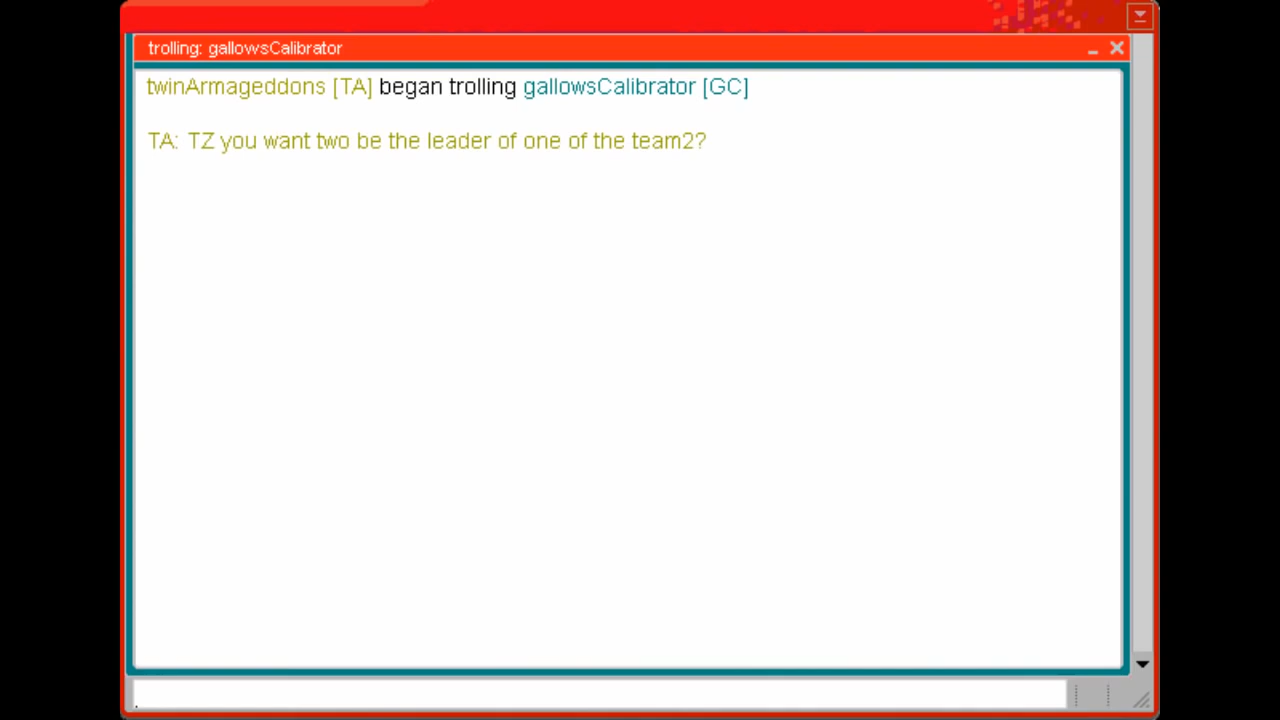 trolling: gallowsCalibrator
twinArmageddons [TA] began trolling gallowsCalibrator [GC]
TA: TZ you want two be the leader of one of the team2?